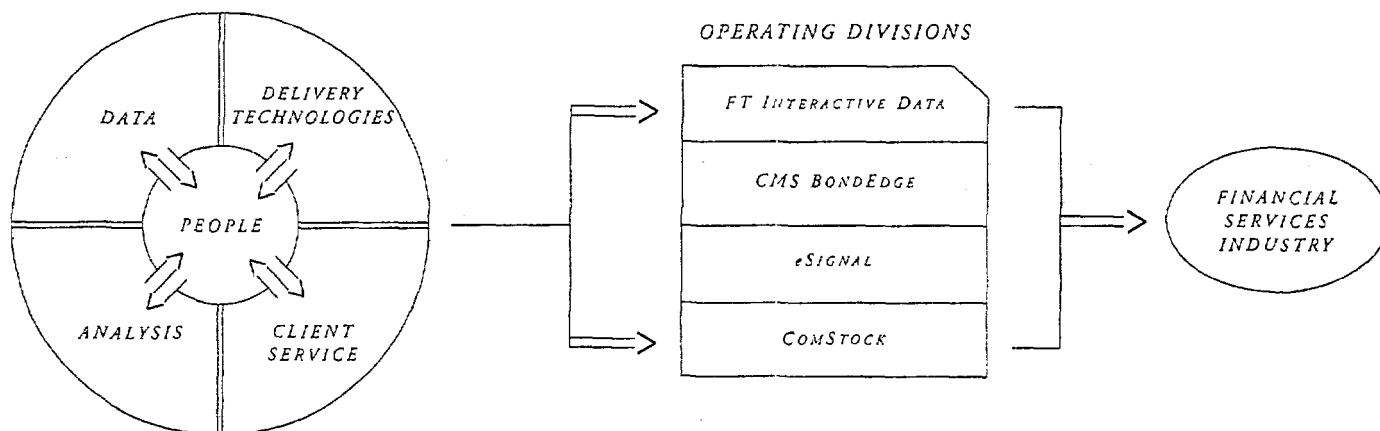 OPERATING DIVISIONS
DATA
DELIVERY
TECHNOLOGIES
PEOPLE
ANALYSIS
CLIENT
SERVICE
FT INTERACTIVE DATA
CMS BONDEDGE
eSIGNAL
COMSTOCK
FINANCIAL
SERVICES
INDUSTRY